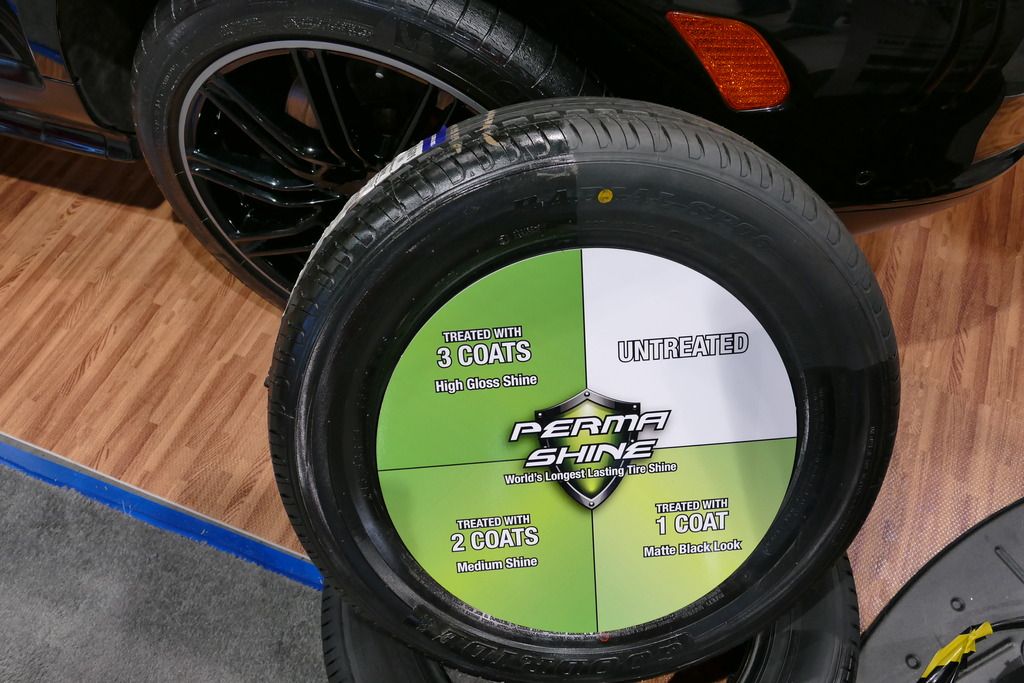 TREATED WITH
3 COATS
High Gloss Shine
UNTREATED
PERMA
SHINE
World's Longest Lasting Tire Shine
TREATED WITH
2 COATS
Medium Shine
TREATED WITH
1 COAT
Matte Black Look